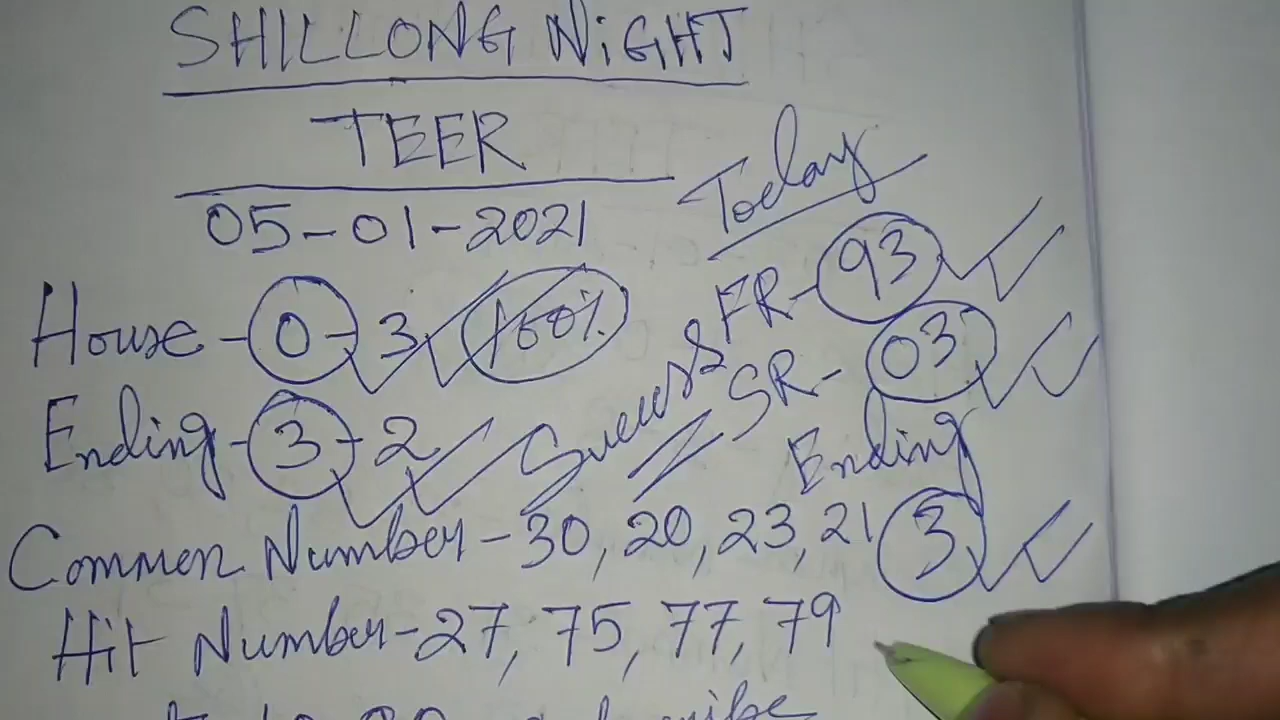 SHILLONG NiGHT
TEER
05-01-2021
Today
FR-93
SR-03
House-0-3 100%
Ending-3-2 Success
Ending
3
Common Number-30, 20, 23, 21
Hit Number-27, 75, 77, 79